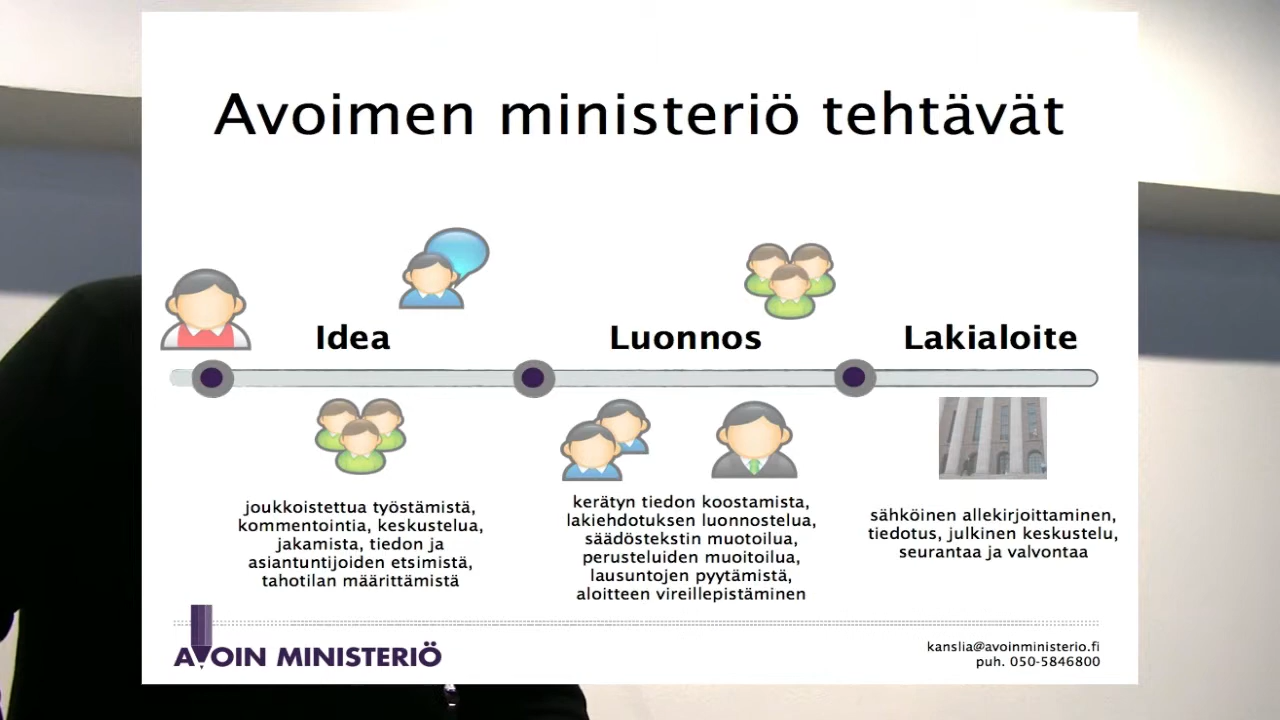 Avoimen ministeriö tehtävät
Idea
Luonnos
Lakialoite
joukkoistettua työstämistä,
kommentointia, keskustelua,
jakamista, tiedon ja
asiantuntijoiden etsimistä,
tahotilan määrittämistä
kerätyn tiedon koostamista,
lakiehdotuksen luonnostelua,
säädöstekstin muotoilua,
perusteluiden muoitoilua,
lausuntojen pyytämistä,
aloitteen vireillepistäminen
sähköinen allekirjoittaminen,
tiedotus, julkinen keskustelu,
seurantaa ja valvontaa
AVOIN MINISTERIÖ
kanslia@avoinministerio.fi
puh. 050-5846800